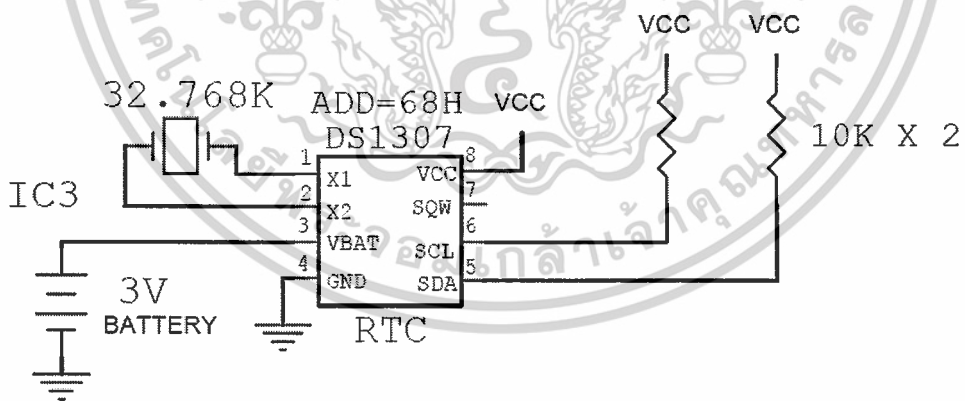 VCC VCC
32.768K
ADD=68H VCC
DS1307
10K X 2
IC3
1 X1 VCC 8
2 X2 SQW 7
3 VBAT SCL 6
4 GND SDA 5
3V
BATTERY
RTC